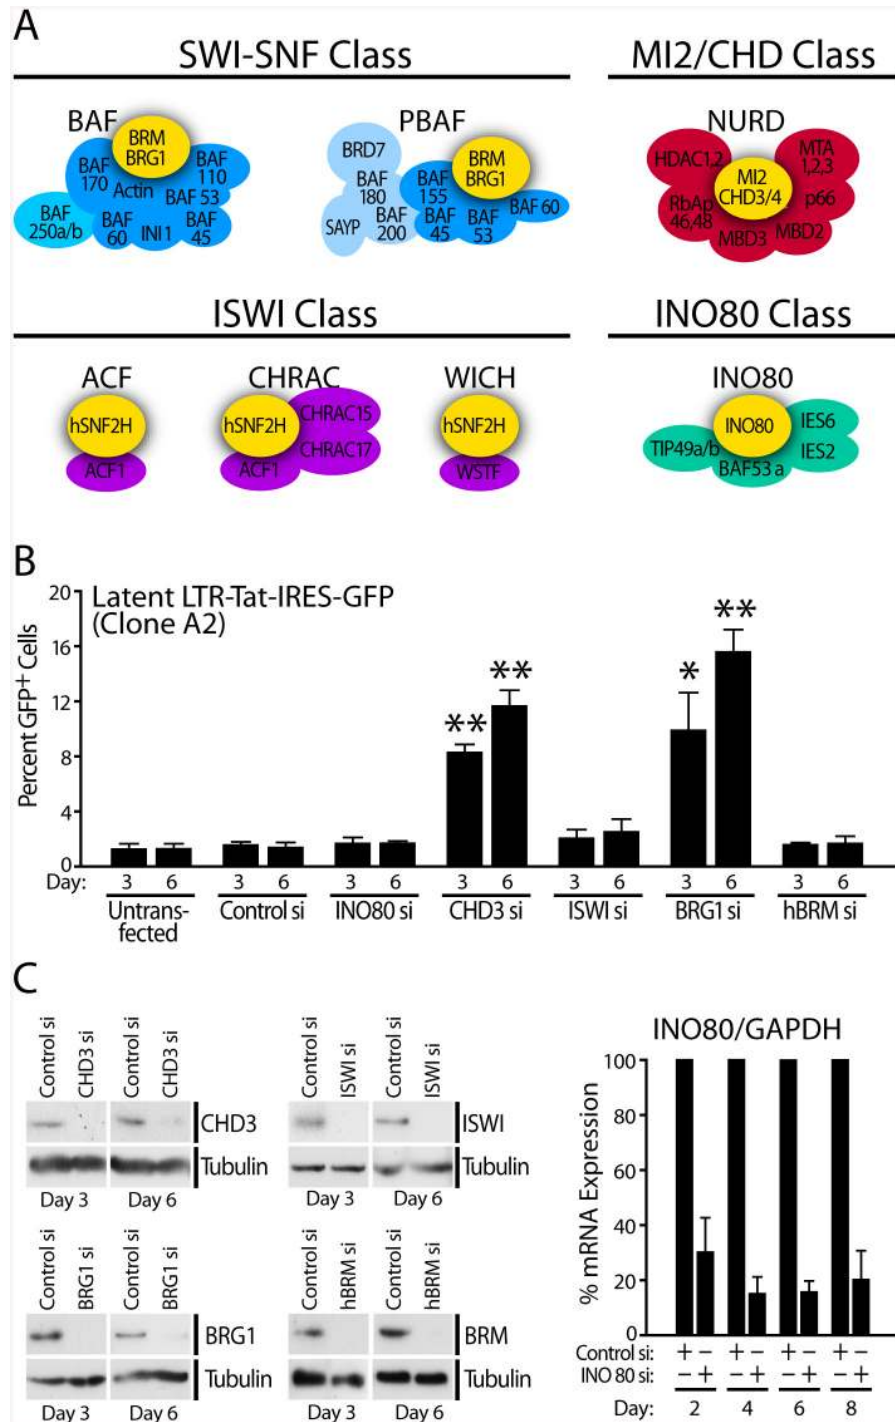 A
SWI-SNF Class
MI2/CHD Class
BAF
BRM
BRG1
BAF
170
Actin
BAF
110
BAF
53
BAF
250a/b
BAF
60
INI1
BAF
45
PBAF
BRD7
BRM
BRG1
BAF
180
BAF
155
SAYP
BAF
200
BAF
45
BAF
53
BAF 60
NURD
HDAC1,2
MTA
1,2,3
MI2
CHD3/4
RbAp
46,48
p66
MBD3
MBD2
ISWI Class
INO80 Class
ACF
hSNF2H
ACF1
CHRAC
hSNF2H
CHRAC15
CHRAC17
ACF1
WICH
hSNF2H
WSTF
INO80
INO80
IES6
TIP49a/b
IES2
BAF53 a
B
Latent LTR-Tat-IRES-GFP
(Clone A2)
Percent GFP+ Cells
20
16
12
8
4
0
** ** * **
Day: 3 6 3 6 3 6 3 6 3 6 3 6 3 6
Untrans-
fected
Control si
INO80 si
CHD3 si
ISWI si
BRG1 si
hBRM si
C
Control si
CHD3 si
Control si
CHD3 si
CHD3
Tubulin
Day 3 Day 6
Control si
ISWI si
Control si
ISWI si
ISWI
Tubulin
Day 3 Day 6
Control si
BRG1 si
Control si
BRG1 si
BRG1
Tubulin
Day 3 Day 6
Control si
hBRM si
Control si
hBRM si
BRM
Tubulin
Day 3 Day 6
INO80/GAPDH
% mRNA Expression
100
80
60
40
20
0
Control si: + − + − + − + −
INO 80 si: − + − + − + − +
Day: 2 4 6 8